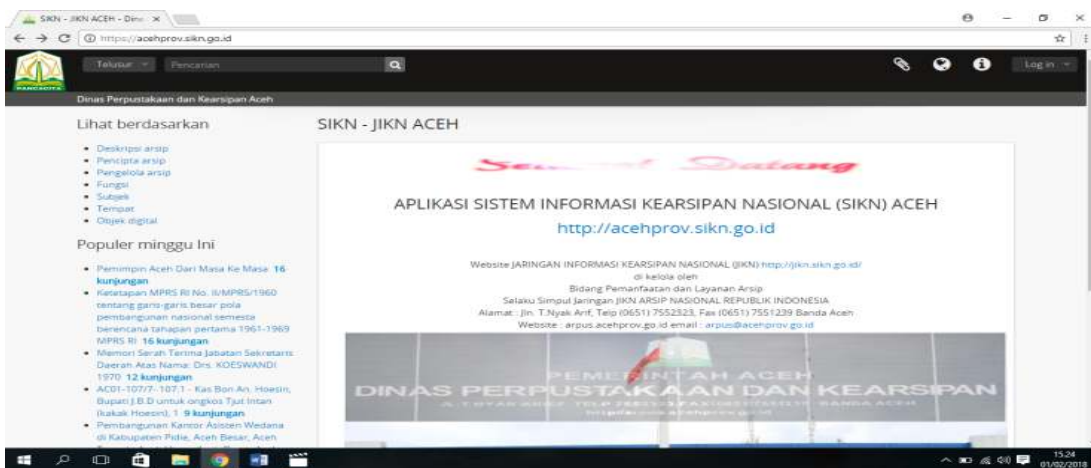 SIKN - JIKN ACEH - Dina
https://acehprov.sikn.go.id
Telusur
Pencarian
Log in
PANCACITA
Dinas Perpustakaan dan Kearsipan Aceh
Lihat berdasarkan
Deskripsi arsip
Pencipta arsip
Pengelola arsip
Fungsi
Subjek
Tempat
Objek digital
Populer minggu Ini
Pemimpin Aceh Dari Masa Ke Masa 16
kunjungan
Ketetapan MPRS RI No. II/MPRS/1960
tentang garis-garis besar pola
pembangunan nasional semesta
berencana tahapan pertama 1961-1969
MPRS RI 16 kunjungan
Memori Serah Terima Jabatan Sekretaris
Daerah Atas Nama: Drs. KOESWANDI
1970 12 kunjungan
AC01-107/7- 107.1 - Kas Bon An. Hoesin,
Bupati J.B.D untuk ongkos Tjut Intan
(kakak Hoesin), 1 9 kunjungan
Pembangunan Kantor Asisten Wedana
di Kabupaten Pidie, Aceh Besar, Aceh
SIKN - JIKN ACEH
Datang
APLIKASI SISTEM INFORMASI KEARSIPAN NASIONAL (SIKN) ACEH
http://acehprov.sikn.go.id
Website JARINGAN INFORMASI KEARSIPAN NASIONAL (JIKN) http://jikn.sikn.go.id/
di kelola oleh
Bidang Pemanfaatan dan Layanan Arsip
Selaku Simpul Jaringan JIKN ARSIP NASIONAL REPUBLIK INDONESIA
Alamat : Jln. T.Nyak Arif, Telp (0651) 7552323, Fax (0651) 7551239 Banda Aceh
Website : arpus.acehprov.go.id email : arpus@acehprov.go.id
PEMERINTAH ACEH
DINAS PERPUSTAKAAN DAN KEARSIPAN
BANDA ACEH
15.24
01/02/2018